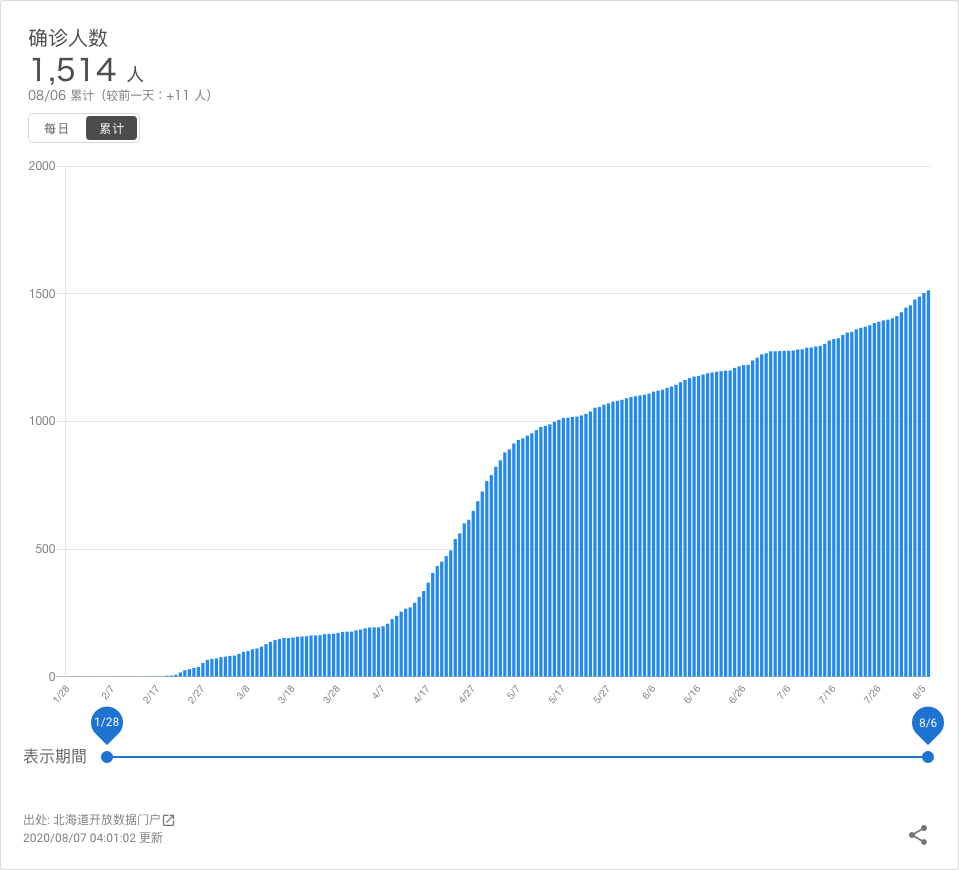 确诊人数
1,514 人
08/06 累计（较前一天：+11 人）
每日 累计
2000
1500
1000
500
0
1/28 2/7 2/17 2/27 3/8 3/18 3/28 4/7 4/17 4/27 5/7 5/17 5/27 6/6 6/16 6/26 7/6 7/16 7/26 8/5
1/28 8/6
表示期間
出处: 北海道开放数据门户
2020/08/07 04:01:02 更新